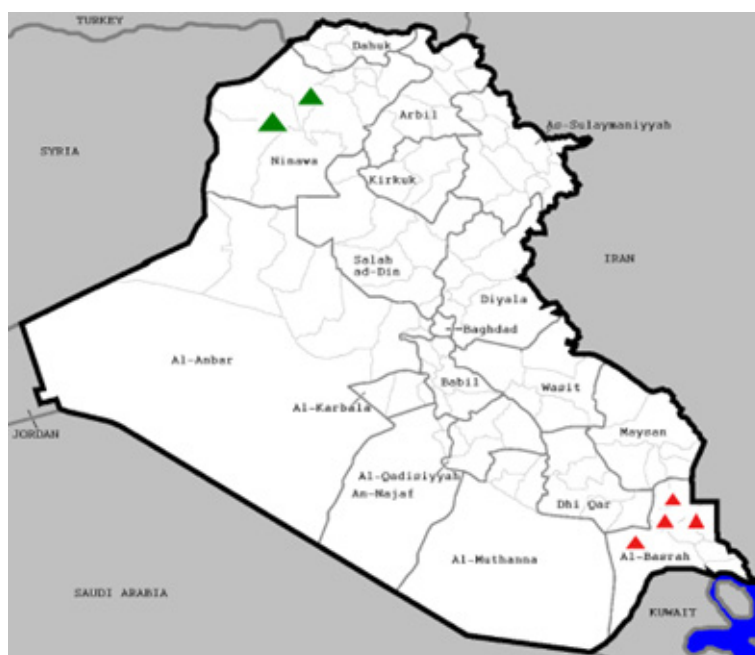 TURKEY
Dahuk
Arbil
As-Sulaymaniyyah
SYRIA
Ninawa
Kirkuk
Salah
ad-Din
IRAN
Diyala
Baghdad
Al-Anbar
Babil
Wasit
Al-Karbala
JORDAN
Maysan
Al-Qadisiyyah
An-Najaf
Dhi Qar
Al-Muthanna
Al-Basrah
SAUDI ARABIA
KUWAIT